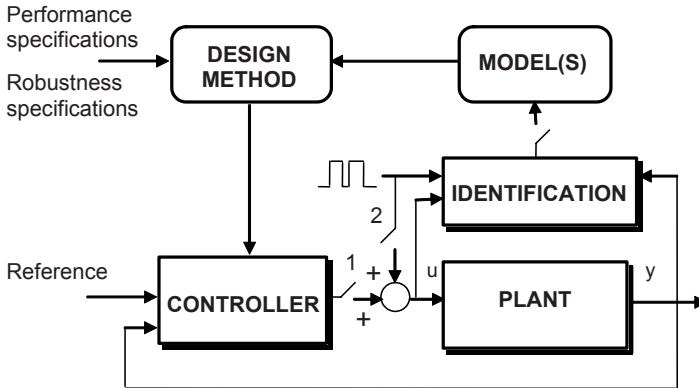 Performance
specifications
Robustness
specifications
DESIGN
METHOD
MODEL(S)
IDENTIFICATION
2
Reference
CONTROLLER
1
+
+
u
PLANT
y